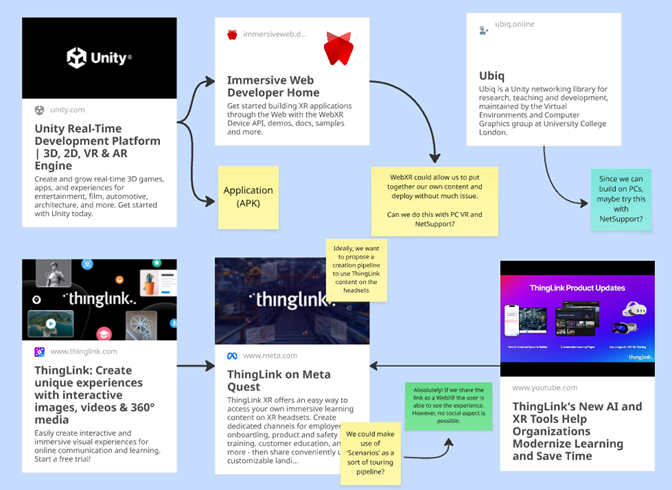 unity.com
Unity Real-Time
Development Platform
| 3D, 2D, VR & AR
Engine
Create and grow real-time 3D games,
apps, and experiences for
entertainment, film, automotive,
architecture, and more. Get started
with Unity today.
Unity
immersiveweb.d...
Immersive Web
Developer Home
Get started building XR applications
through the Web with the WebXR
Device API, demos, docs, samples
and more.
Application
(APK)
WebXR could allow us to put
together our own content and
deploy without much issue.
Can we do this with PC VR and
NetSupport?
ubiq.online
Ubiq
Ubiq is a Unity networking library for
research, teaching and development,
maintained by the Virtual
Environments and Computer
Graphics group at University College
London.
Since we can
build on PCs,
maybe try this
with
NetSupport?
Ideally, we want
to propose a
creation pipeline
to use ThingLink
content on the
headsets
thinglink.
www.thinglink.com
ThingLink: Create
unique experiences
with interactive
images, videos & 360°
media
Easily create interactive and
immersive visual experiences for
online communication and learning.
Start a free trial!
thinglink.
www.meta.com
ThingLink on Meta
Quest
ThingLink XR offers an easy way to
access your own immersive learning
content on XR headsets. Create
dedicated channels for employee
onboarding, product and safety
training, customer education, an
more - then share conveniently
customizable landi...
We could make
use of
'Scenarios' as a
sort of touring
pipeline?
Absolutely! If we share the
link as a WebXR the user is
able to see the experience.
However, no social aspect is
possible.
ThingLink Product Updates
thinglink.
www.youtube.com
ThingLink's New AI and
XR Tools Help
Organizations
Modernize Learning
and Save Time